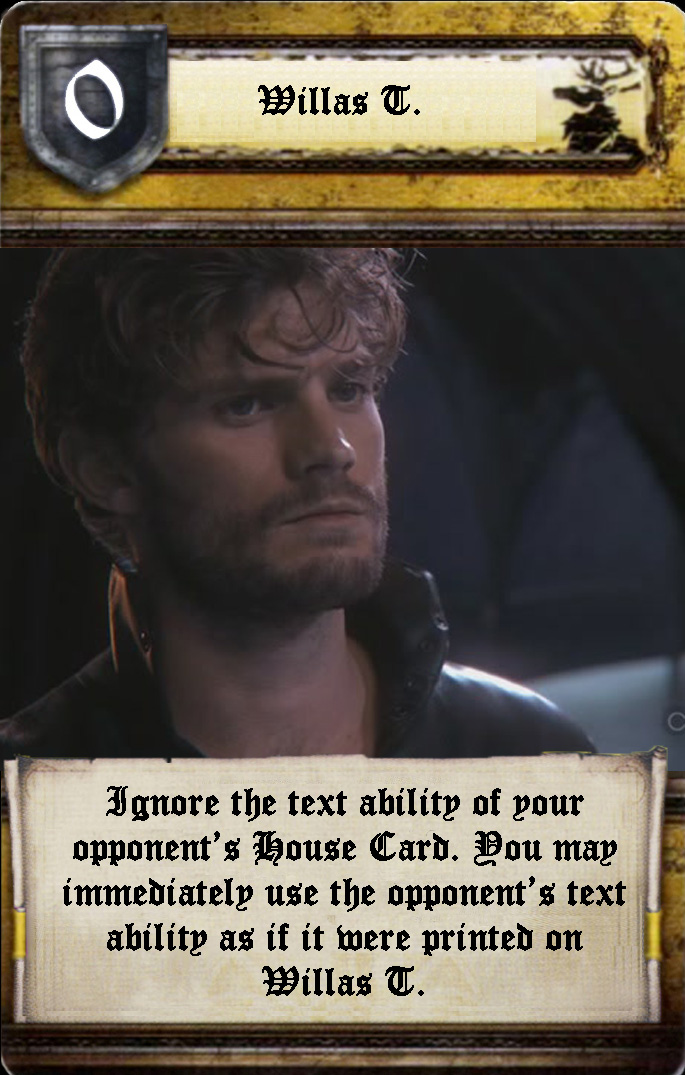 0
Willas T.
Ignore the text ability of your
opponent's House Card. You may
immediately use the opponent's text
ability as if it were printed on
Willas T.